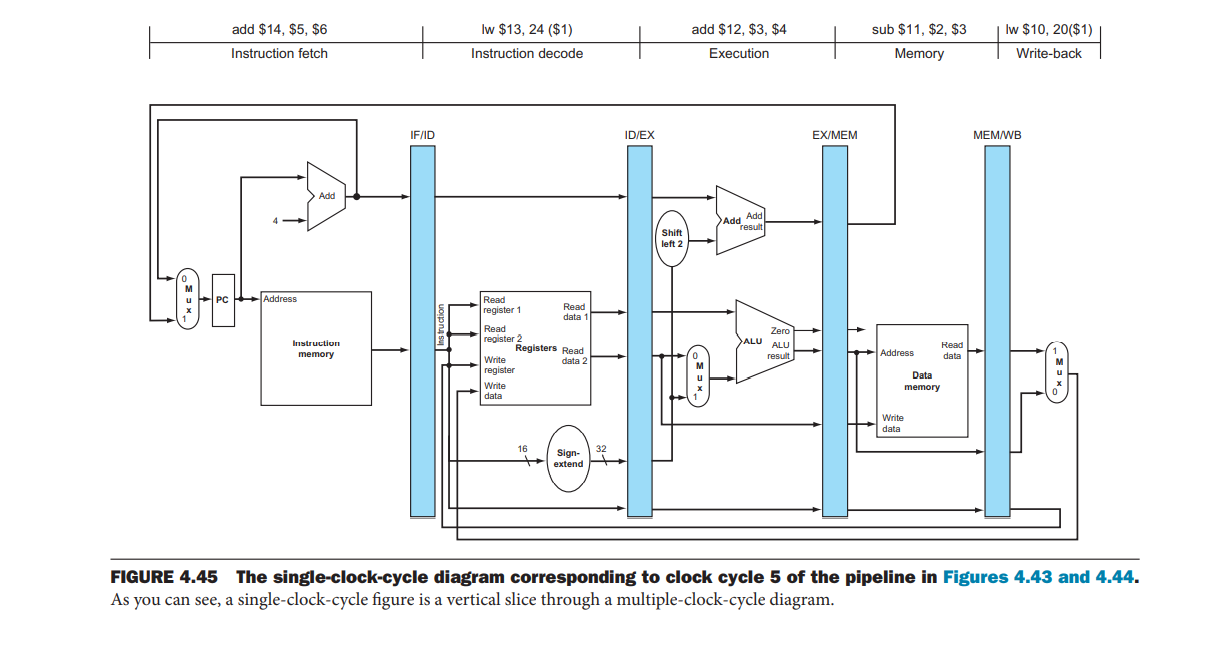 add $14, $5, $6
lw $13, 24 ($1)
add $12, $3, $4
sub $11, $2, $3
lw $10, 20($1)
Instruction fetch
Instruction decode
Execution
Memory
Write-back
IF/ID
ID/EX
EX/MEM
MEM/WB
Add
4
Shift
left 2
Add
Add
result
0
M
u
x
1
PC
Address
Instruction
memory
Instruction
Read
register 1
Read
register 2
Write
register
Write
data
Registers
Read
data 1
Read
data 2
16
Sign-
extend
32
0
M
u
x
1
Zero
ALU
ALU
result
Address
Read
data
Data
memory
Write
data
1
M
u
x
0
FIGURE 4.45 The single-clock-cycle diagram corresponding to clock cycle 5 of the pipeline in Figures 4.43 and 4.44.
As you can see, a single-clock-cycle figure is a vertical slice through a multiple-clock-cycle diagram.